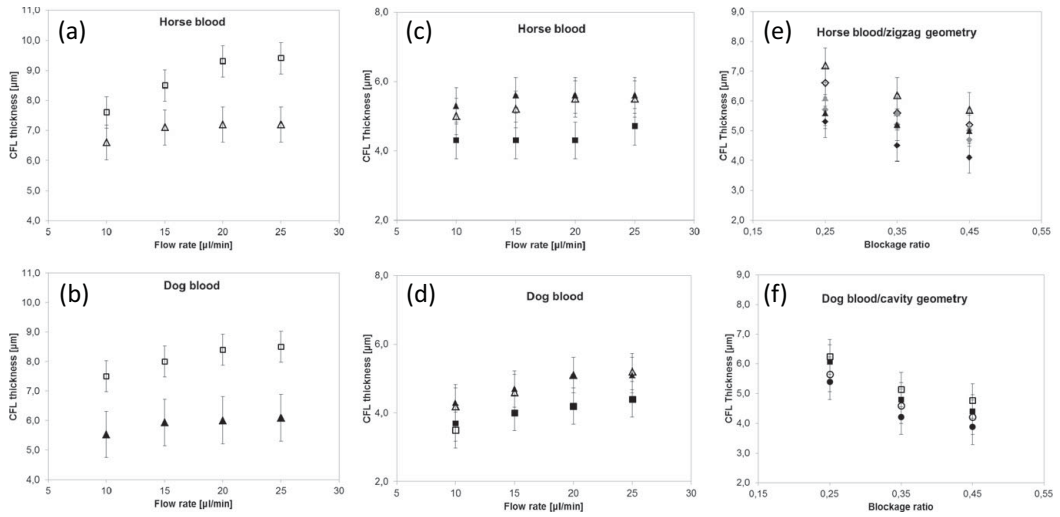 (a)
Horse blood
CFL thickness [µm]
11,0
10,0
9,0
8,0
7,0
6,0
5,0
4,0
5 10 15 20 25 30
Flow rate [µl/min]
(c)
Horse blood
CFL Thickness [µm]
8,0
6,0
4,0
2,0
5 10 15 20 25 30
Flow rate [µl/min]
(e)
Horse blood/zigzag geometry
CFL Thickness [µm]
9,0
8,0
7,0
6,0
5,0
4,0
3,0
2,0
0,15 0,25 0,35 0,45 0,55
Blockage ratio
(b)
Dog blood
CFL thickness [µm]
11,0
10,0
9,0
8,0
7,0
6,0
5,0
4,0
5 10 15 20 25 30
Flow rate [µl/min]
(d)
Dog blood
CFL thickness [µm]
8,0
6,0
4,0
2,0
5 10 15 20 25 30
Flow rate [µl/min]
(f)
Dog blood/cavity geometry
CFL Thickness [µm]
9,0
8,0
7,0
6,0
5,0
4,0
3,0
2,0
0,15 0,25 0,35 0,45 0,55
Blockage ratio